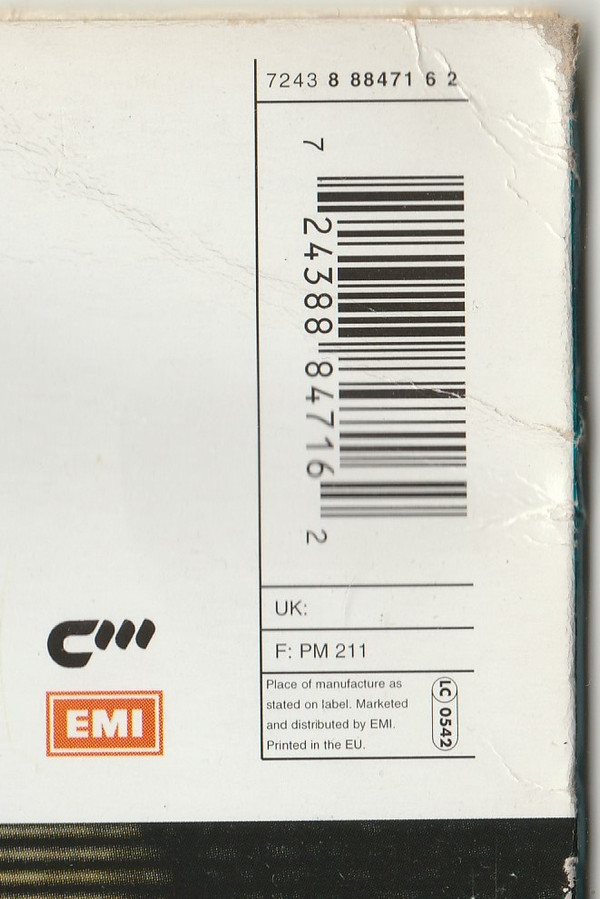 7243 8 88471 6 2
7 24388 84716 2
UK:
F: PM 211
Place of manufacture as
stated on label. Marketed
and distributed by EMI.
Printed in the EU.
LC 0542
EMI